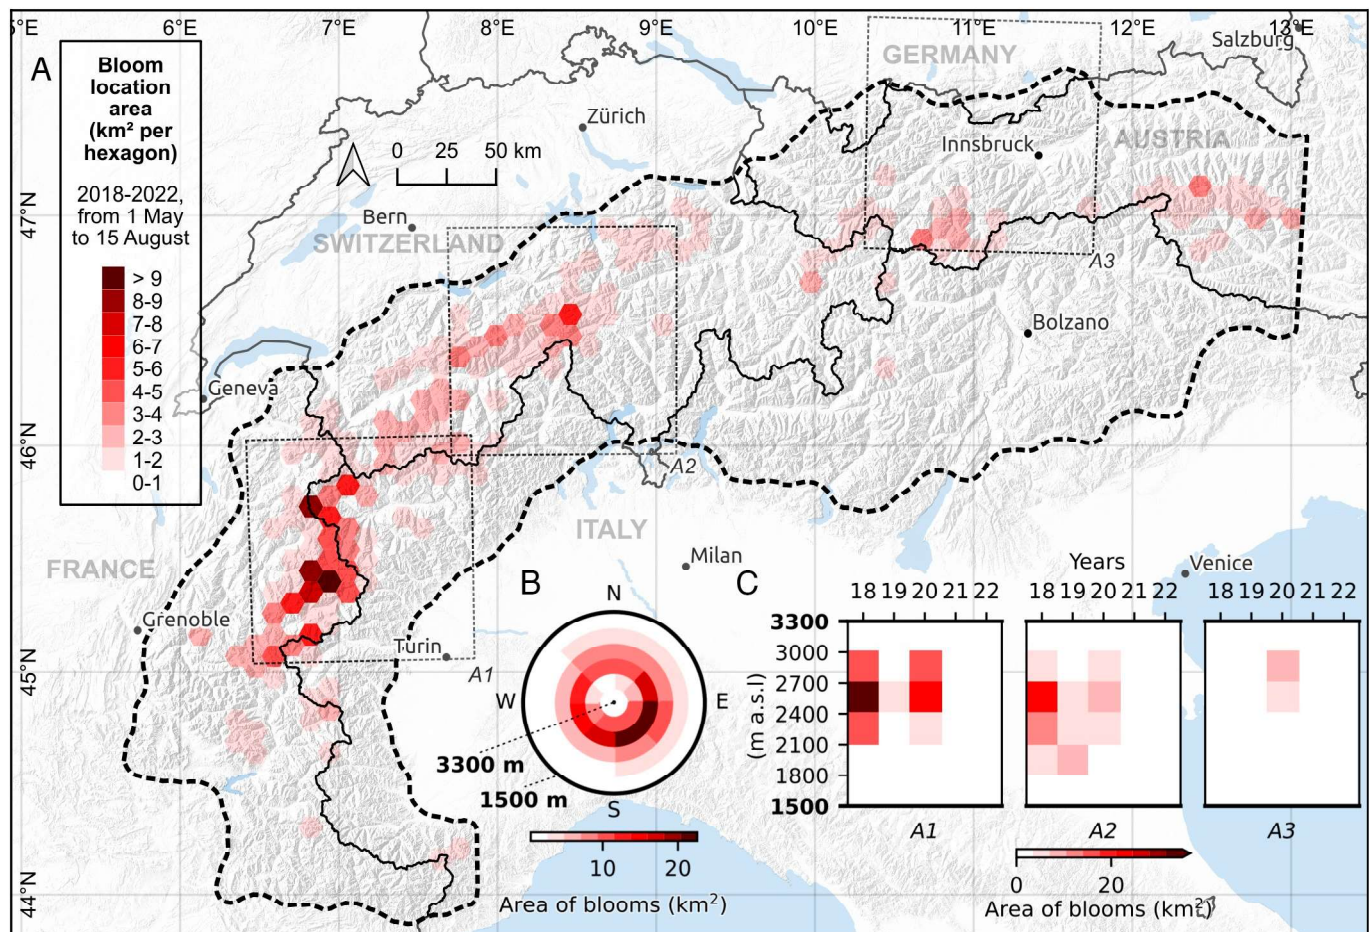 5°E 6°E 7°E 8°E 9°E 10°E 11°E 12°E 13°E
A
Bloom
location
area
(km² per
hexagon)
2018-2022,
from 1 May
to 15 August
> 9
8-9
7-8
6-7
5-6
4-5
3-4
2-3
1-2
0-1
47°N
46°N
45°N
44°N
0 25 50 km
Salzburg
GERMANY
Zürich
Innsbruck
AUSTRIA
Bern
SWITZERLAND
A3
Bolzano
Geneva
A2
ITALY
FRANCE
Milan
Venice
Grenoble
Turin
A1
B
N
W
E
S
3300 m
1500 m
10 20
Area of blooms (km²)
C
Years
18 19 20 21 22 18 19 20 21 22 18 19 20 21 22
3300
3000
2700
2400
2100
1800
1500
(m a.s.l)
A1 A2 A3
0 20
Area of blooms (km²)